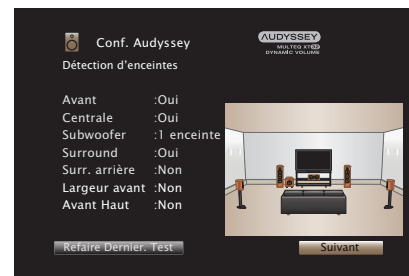 Conf. Audyssey
AUDYSSEY
MULTEQ XT32
DYNAMIC VOLUME
Détection d'enceintes
Avant :Oui
Centrale :Oui
Subwoofer :1 enceinte
Surround :Oui
Surr. arrière :Non
Largeur avant :Non
Avant Haut :Non
Refaire Dernier. Test
Suivant